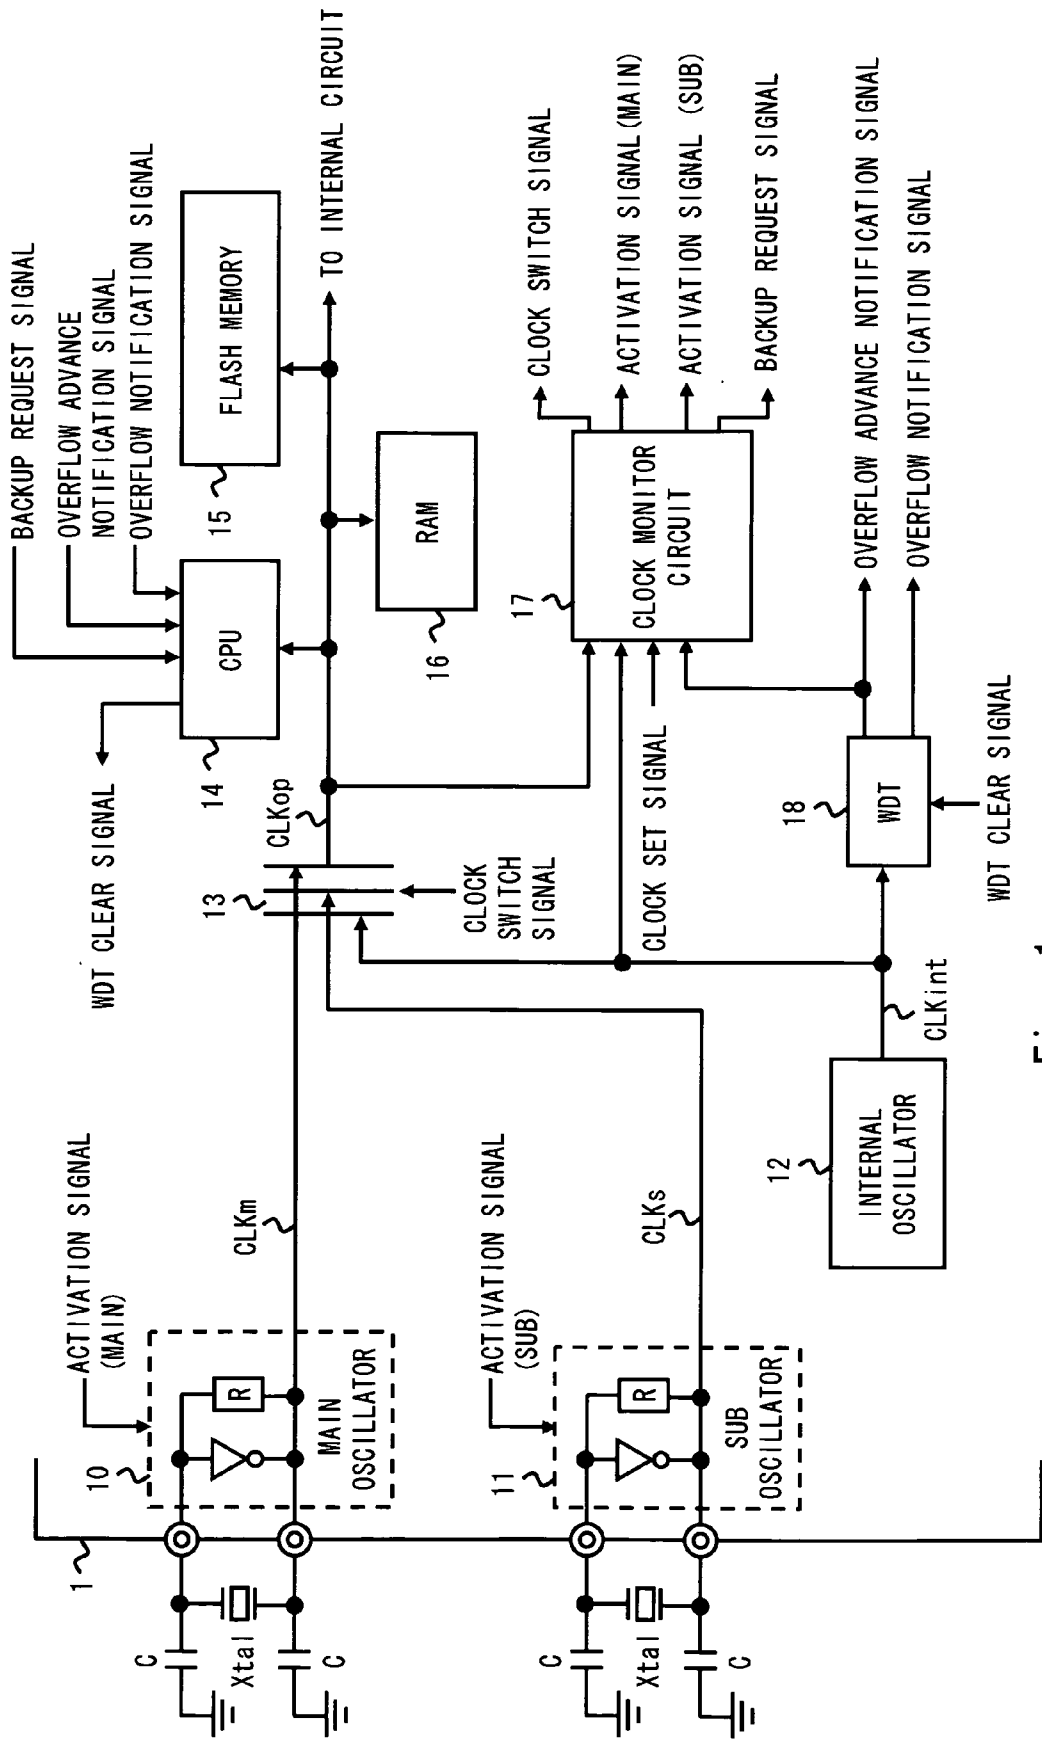 1
C
Xtal
C
C
Xtal
C
ACTIVATION SIGNAL
(MAIN)
10
R
MAIN
OSCILLATOR
ACTIVATION SIGNAL
(SUB)
11
R
SUB
OSCILLATOR
CLKm
CLKs
12
INTERNAL
OSCILLATOR
CLKint
13
CLOCK
SWITCH
SIGNAL
CLKop
WDT CLEAR SIGNAL
BACKUP REQUEST SIGNAL
OVERFLOW ADVANCE
NOTIFICATION SIGNAL
OVERFLOW NOTIFICATION SIGNAL
14
CPU
15
FLASH MEMORY
TO INTERNAL CIRCUIT
16
RAM
17
CLOCK MONITOR
CIRCUIT
CLOCK SET SIGNAL
CLOCK SWITCH SIGNAL
ACTIVATION SIGNAL(MAIN)
ACTIVATION SIGNAL (SUB)
BACKUP REQUEST SIGNAL
18
WDT
WDT CLEAR SIGNAL
OVERFLOW ADVANCE NOTIFICATION SIGNAL
OVERFLOW NOTIFICATION SIGNAL